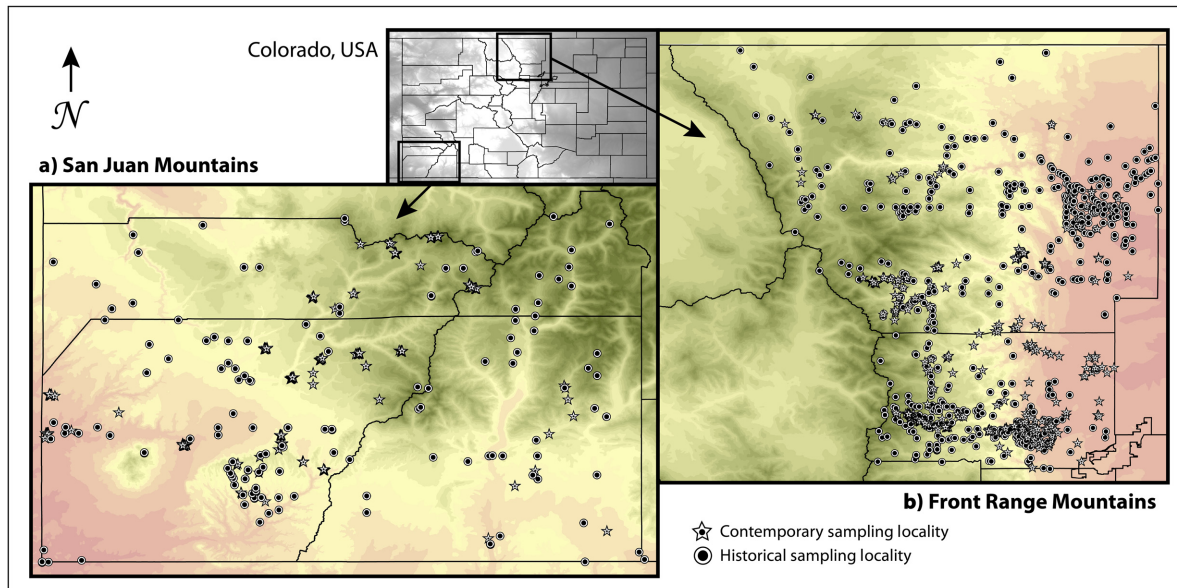 Colorado, USA
N
a) San Juan Mountains
b) Front Range Mountains
Contemporary sampling locality
Historical sampling locality